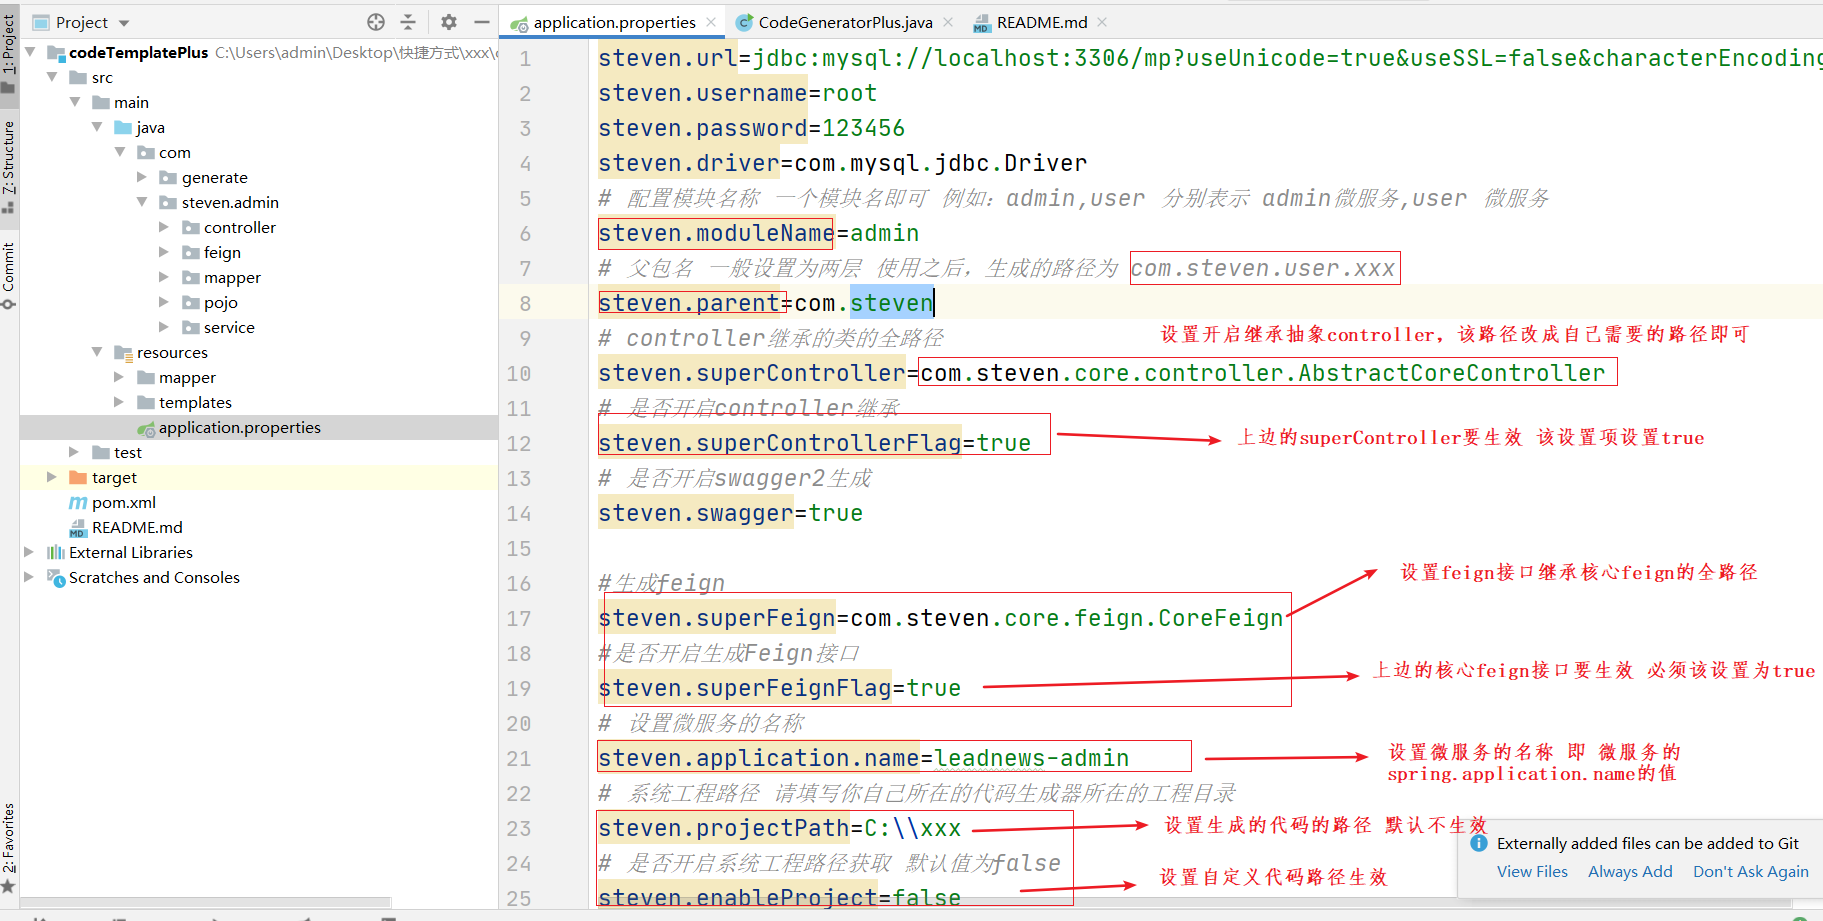 Project
application.properties
CodeGeneratorPlus.java
README.md
1: Project
7: Structure
Commit
2: Favorites
codeTemplatePlus C:\Users\admin\Desktop\快捷方式\xxx\
src
main
java
com
generate
steven.admin
controller
feign
mapper
pojo
service
resources
mapper
templates
application.properties
test
target
pom.xml
README.md
External Libraries
Scratches and Consoles
1 steven.url=jdbc:mysql://localhost:3306/mp?useUnicode=true&useSSL=false&characterEncoding
2 steven.username=root
3 steven.password=123456
4 steven.driver=com.mysql.jdbc.Driver
5 # 配置模块名称 一个模块名即可 例如：admin,user 分别表示 admin微服务,user 微服务
6 steven.moduleName=admin
7 # 父包名 一般设置为两层 使用之后，生成的路径为 com.steven.user.xxx
8 steven.parent=com.steven
9 # controller继承的类的全路径
设置开启继承抽象controller，该路径改成自己需要的路径即可
10 steven.superController=com.steven.core.controller.AbstractCoreController
11 # 是否开启controller继承
12 steven.superControllerFlag=true
上边的superController要生效 该设置项设置true
13 # 是否开启swagger2生成
14 steven.swagger=true
15
16 #生成feign
设置feign接口继承核心feign的全路径
17 steven.superFeign=com.steven.core.feign.CoreFeign
18 #是否开启生成Feign接口
上边的核心feign接口要生效 必须该设置为true
19 steven.superFeignFlag=true
20 # 设置微服务的名称
21 steven.application.name=leadnews-admin
设置微服务的名称 即 微服务的
spring.application.name的值
22 # 系统工程路径 请填写你自己所在的代码生成器所在的工程目录
23 steven.projectPath=C:\\xxx
设置生成的代码的路径 默认不生效
24 # 是否开启系统工程路径获取 默认值为false
设置自定义代码路径生效
25 steven.enableProject=false
Externally added files can be added to Git
View Files Always Add Don't Ask Again